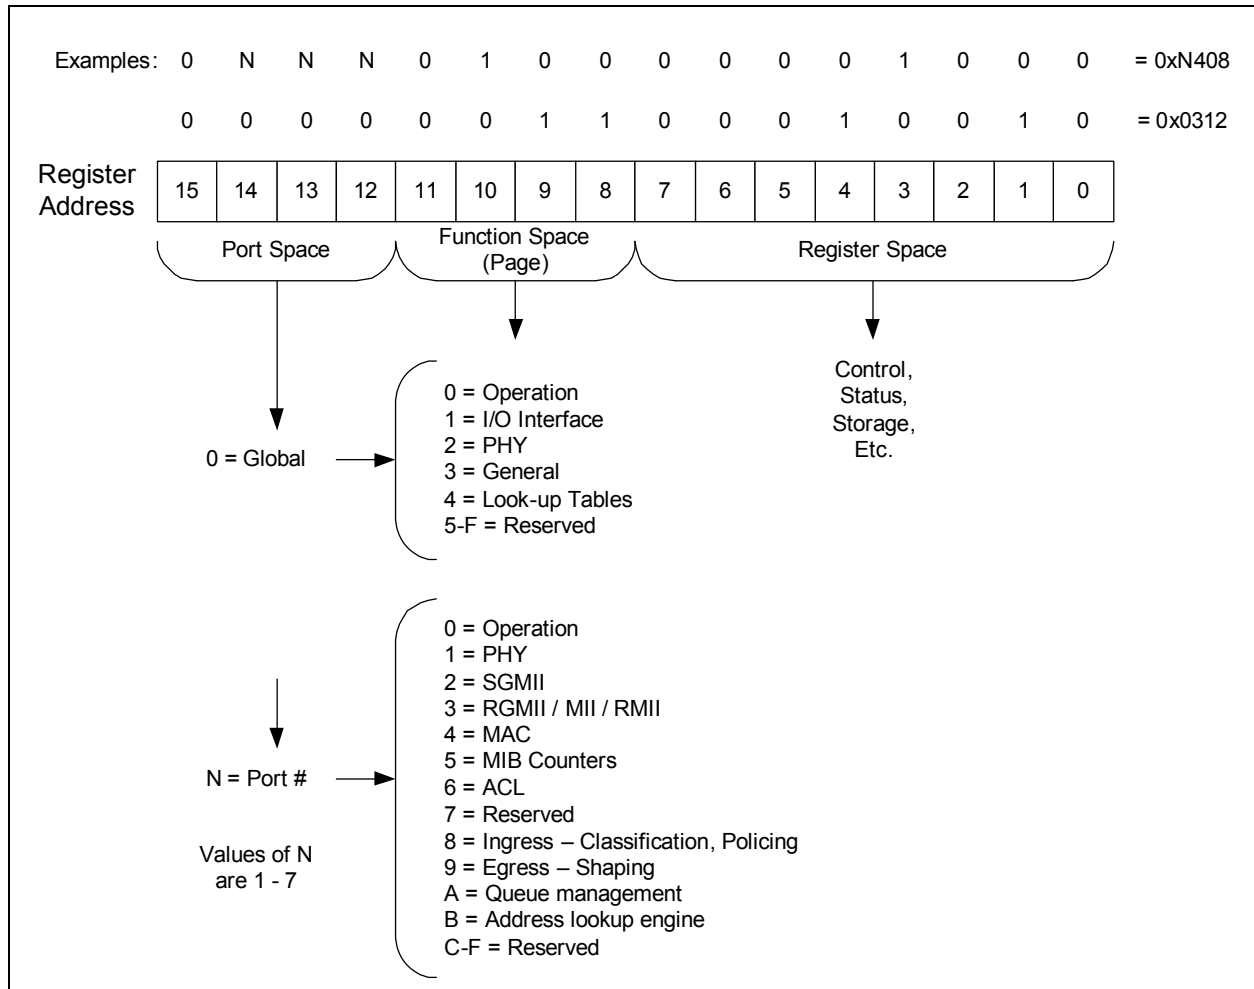 Examples: 0 N N N 0 1 0 0 0 0 0 0 1 0 0 0 = 0xN408
0 0 0 0 0 0 1 1 0 0 0 1 0 0 1 0 = 0x0312
Register
Address
15 14 13 12 11 10 9 8 7 6 5 4 3 2 1 0
Port Space
Function Space
(Page)
Register Space
0 = Global
0 = Operation
1 = I/O Interface
2 = PHY
3 = General
4 = Look-up Tables
5-F = Reserved
Control,
Status,
Storage,
Etc.
N = Port #
Values of N
are 1 - 7
0 = Operation
1 = PHY
2 = SGMII
3 = RGMII / MII / RMII
4 = MAC
5 = MIB Counters
6 = ACL
7 = Reserved
8 = Ingress – Classification, Policing
9 = Egress – Shaping
A = Queue management
B = Address lookup engine
C-F = Reserved